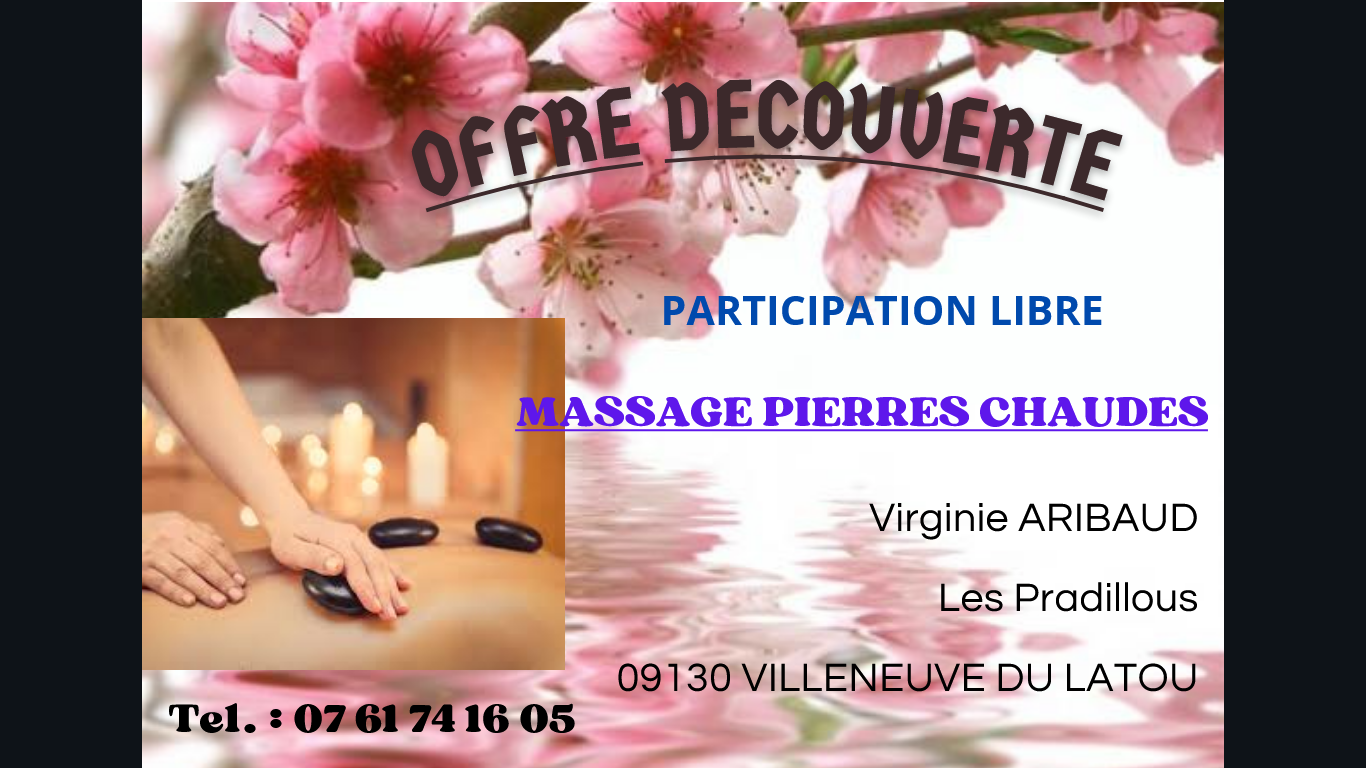 OFFRE DECOUVERTE
PARTICIPATION LIBRE
MASSAGE PIERRES CHAUDES
Virginie ARIBAUD
Les Pradillous
09130 VILLENEUVE DU LATOU
Tel. : 07 61 74 16 05